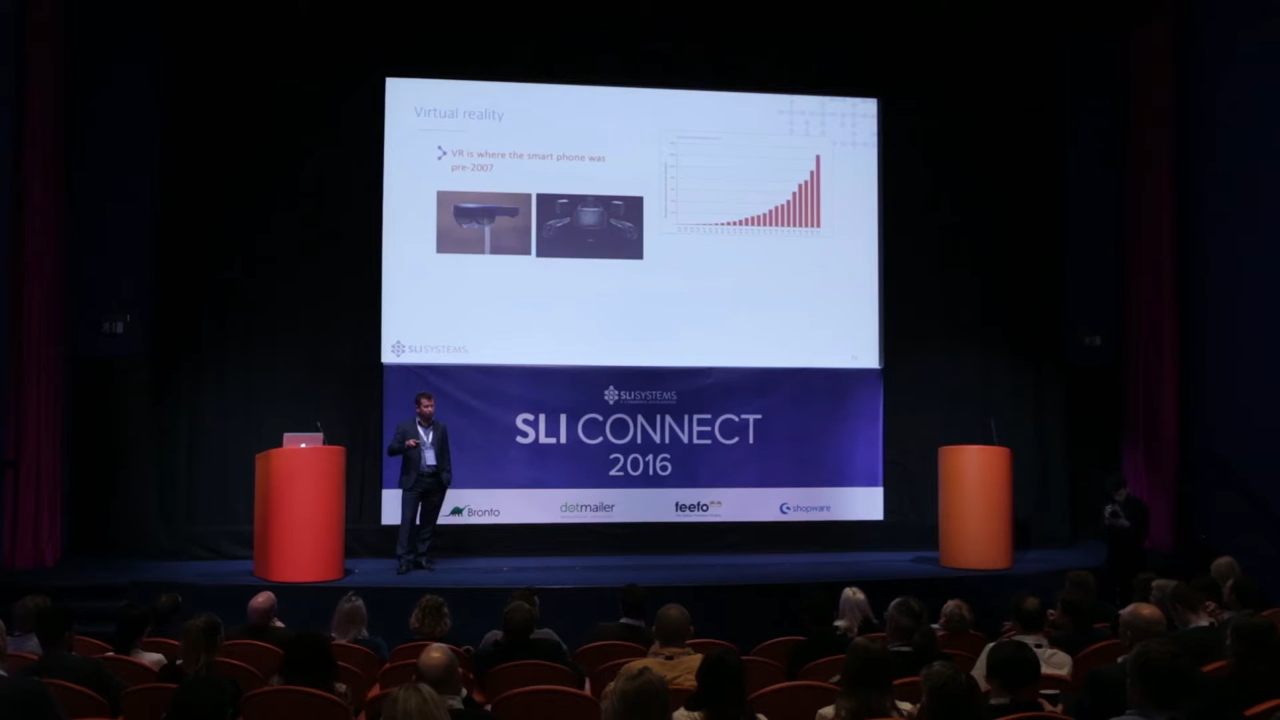 Virtual reality
VR is where the smart phone was
pre-2007
SLI SYSTEMS
SLI SYSTEMS
SLI CONNECT
2016
Bronto
dotmailer
feefo
shopware